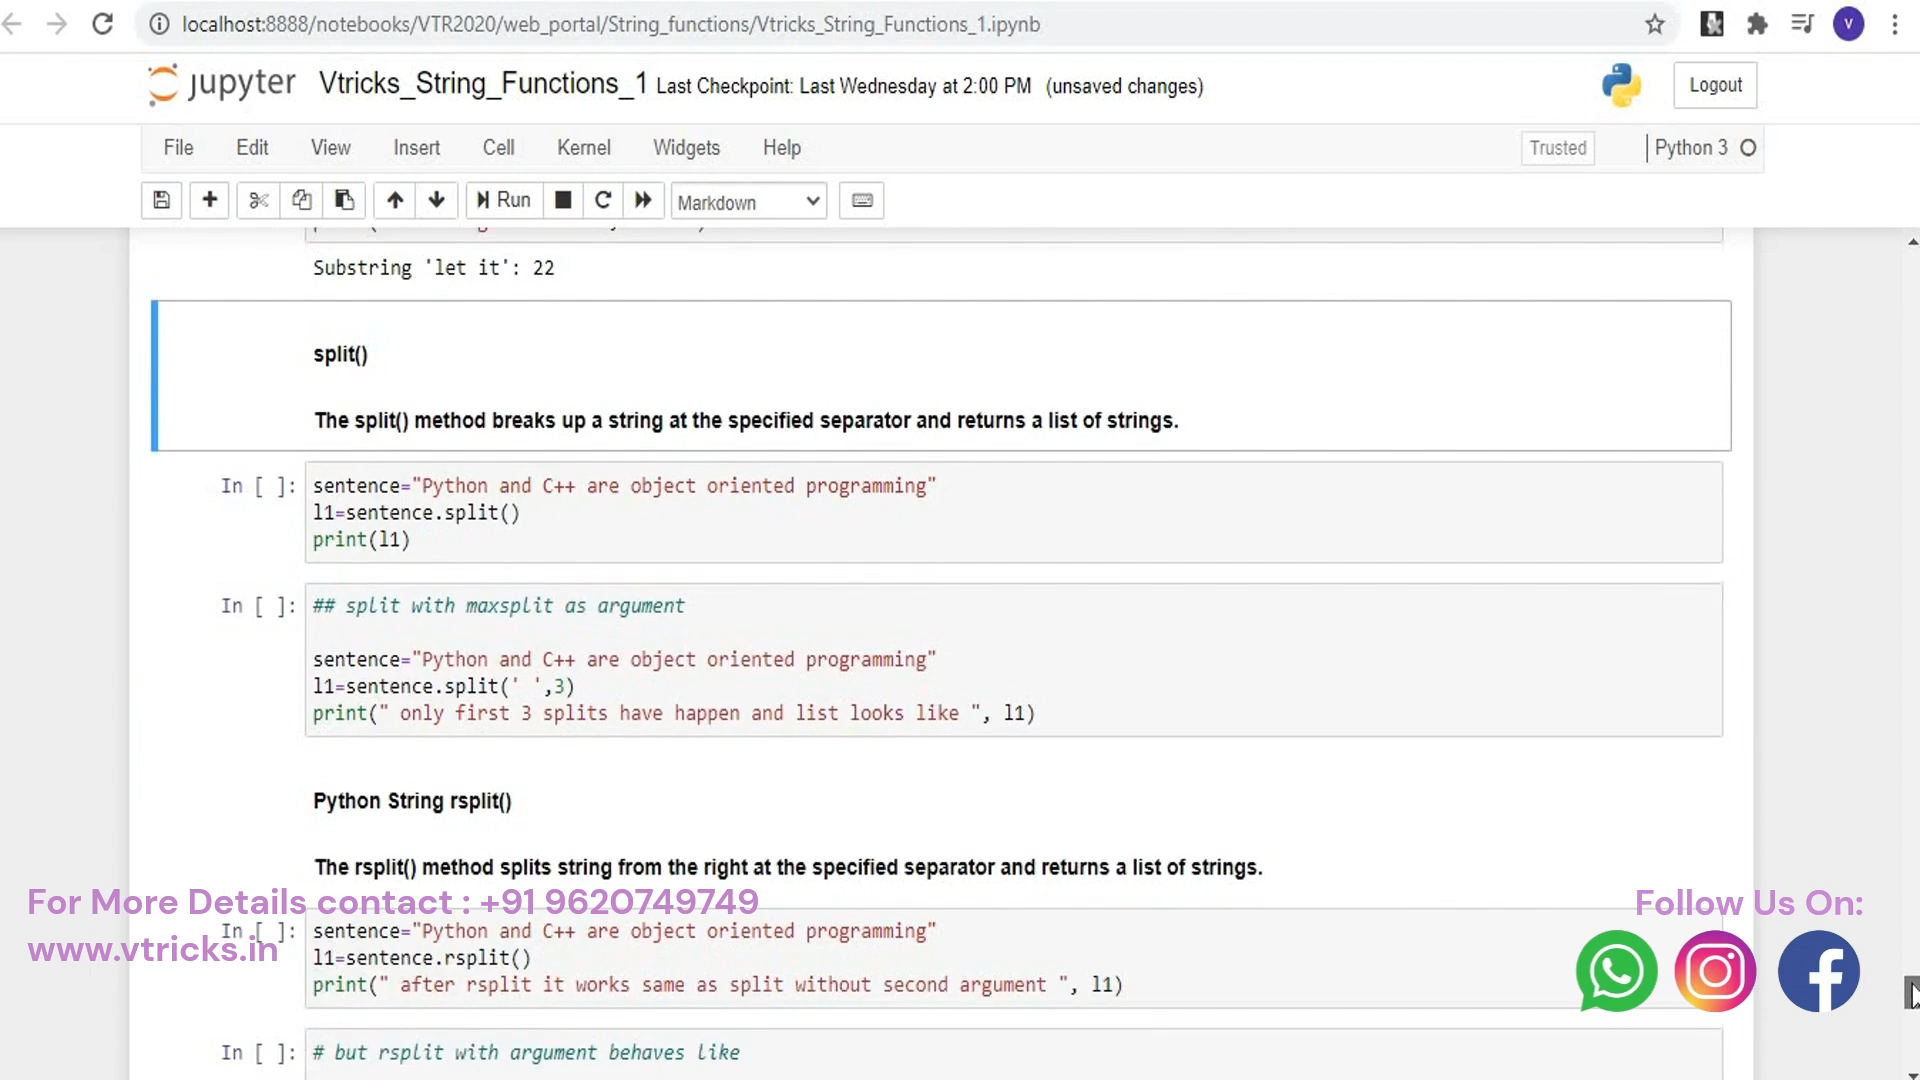 localhost:8888/notebooks/VTR2020/web_portal/String_functions/Vtricks_String_Functions_1.ipynb
V
jupyter Vtricks_String_Functions_1 Last Checkpoint: Last Wednesday at 2:00 PM (unsaved changes)
Logout
File Edit View Insert Cell Kernel Widgets Help
Trusted
Python 3
Run
Markdown
Substring 'let it': 22
split()
The split() method breaks up a string at the specified separator and returns a list of strings.
In [ ]: sentence="Python and C++ are object oriented programming"
l1=sentence.split()
print(l1)
In [ ]: ## split with maxsplit as argument
sentence="Python and C++ are object oriented programming"
l1=sentence.split(' ',3)
print(" only first 3 splits have happen and list looks like ", l1)
Python String rsplit()
The rsplit() method splits string from the right at the specified separator and returns a list of strings.
For More Details contact : +91 9620749749
www.vtricks.in
Follow Us On:
In [ ]: sentence="Python and C++ are object oriented programming"
l1=sentence.rsplit()
print(" after rsplit it works same as split without second argument ", l1)
In [ ]: # but rsplit with argument behaves like